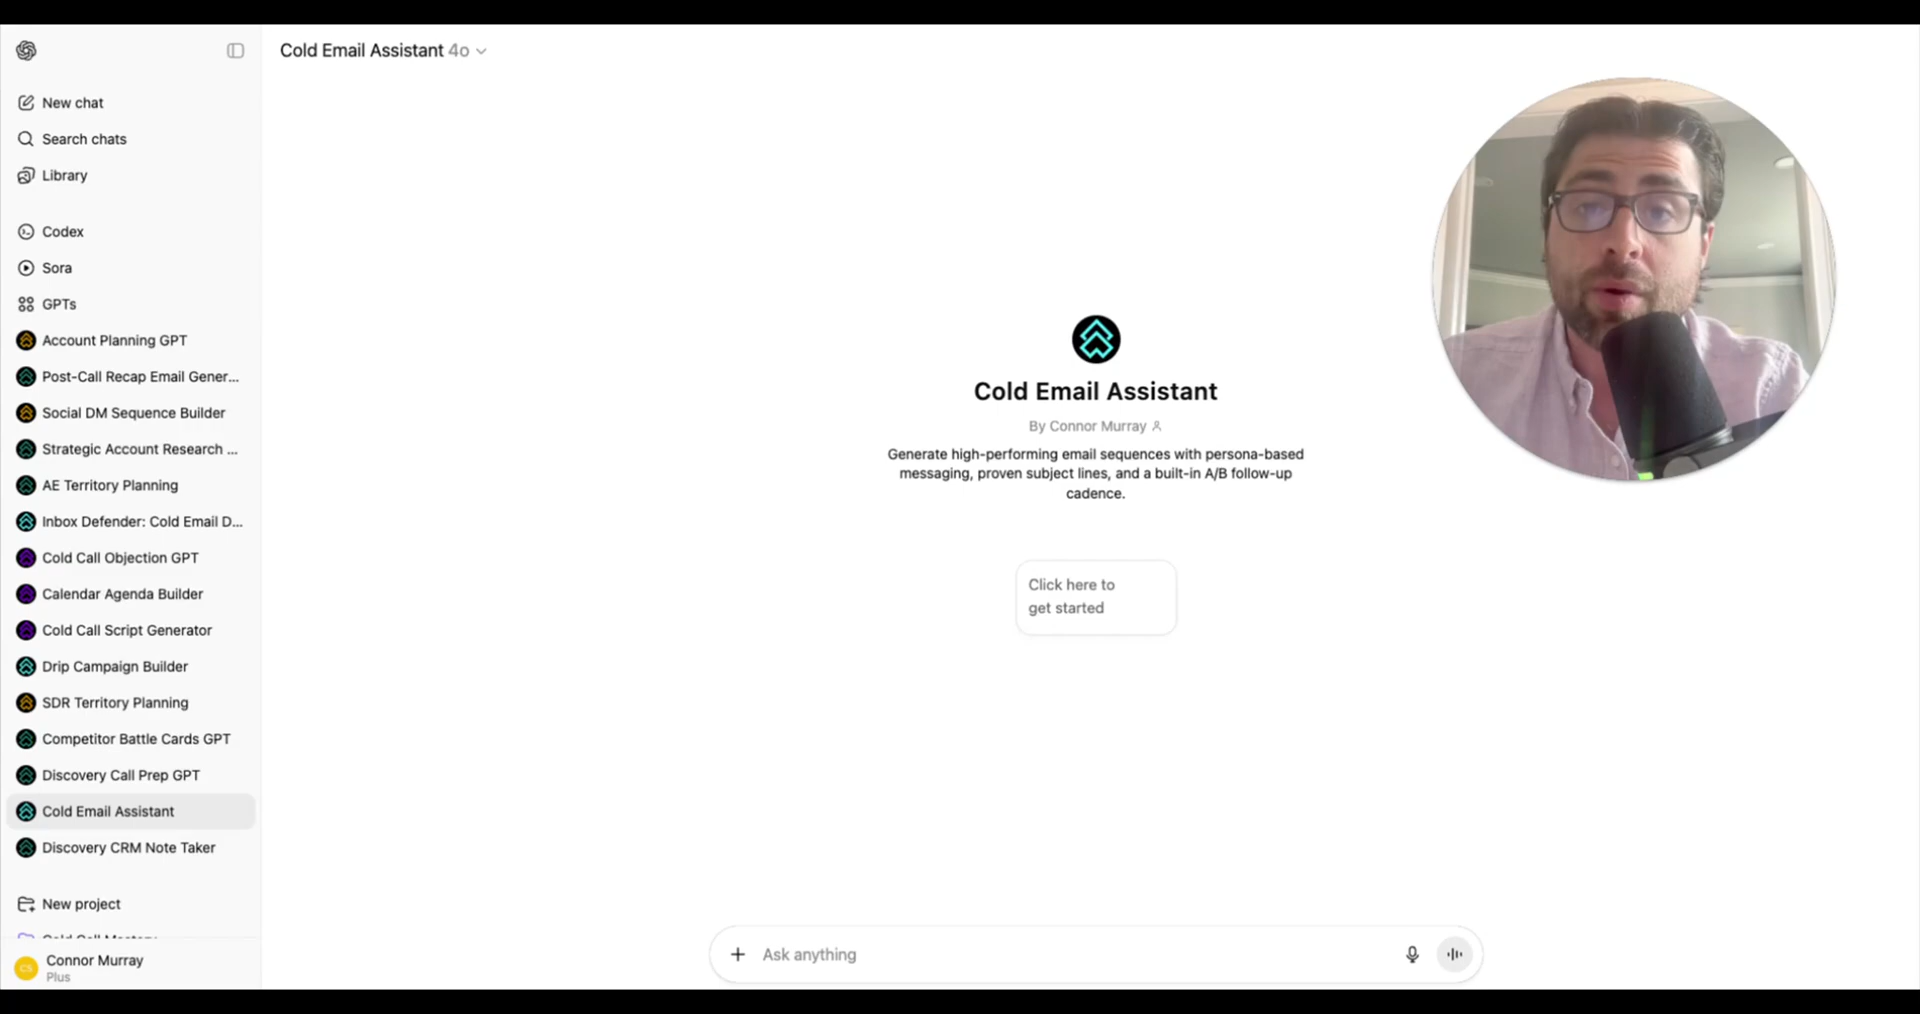 Cold Email Assistant 4o
New chat
Search chats
Library
Codex
Sora
GPTs
Account Planning GPT
Post-Call Recap Email Gener...
Social DM Sequence Builder
Strategic Account Research ...
AE Territory Planning
Inbox Defender: Cold Email D...
Cold Call Objection GPT
Calendar Agenda Builder
Cold Call Script Generator
Drip Campaign Builder
SDR Territory Planning
Competitor Battle Cards GPT
Discovery Call Prep GPT
Cold Email Assistant
Discovery CRM Note Taker
New project
Cold Call Mastery
Connor Murray
Plus
Cold Email Assistant
By Connor Murray
Generate high-performing email sequences with persona-based
messaging, proven subject lines, and a built-in A/B follow-up
cadence.
Click here to
get started
Ask anything